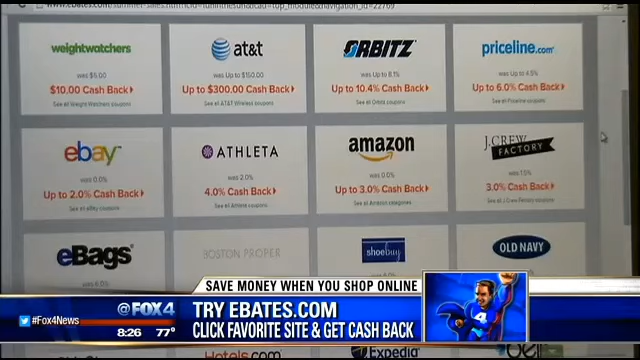 weightwatchers
at&t
ORBITZ
priceline.com
was $5.00
was Up to $150.00
was Up to 8.1%
was Up to 4.5%
$10.00 Cash Back
Up to $300.00 Cash Back
Up to 10.4% Cash Back
Up to 6.0% Cash Back
See all Weight Watchers coupons
See all AT&T Wireless coupons
See all Orbitz coupons
See all Priceline coupons
ebay
ATHLETA
amazon
J.CREW FACTORY
was 0.0%
was 2.0%
was 0.0%
was 1.5%
Up to 2.0% Cash Back
4.0% Cash Back
Up to 3.0% Cash Back
3.0% Cash Back
See all eBay coupons
See all Athleta coupons
See all Amazon categories
See all J.Crew Factory coupons
eBags
BOSTON PROPER
shoebuy
OLD NAVY
SAVE MONEY WHEN YOU SHOP ONLINE
@FOX4
TRY EBATES.COM
#Fox4News
8:26 77°
CLICK FAVORITE SITE & GET CASH BACK
4
Hotels.com
Expedia